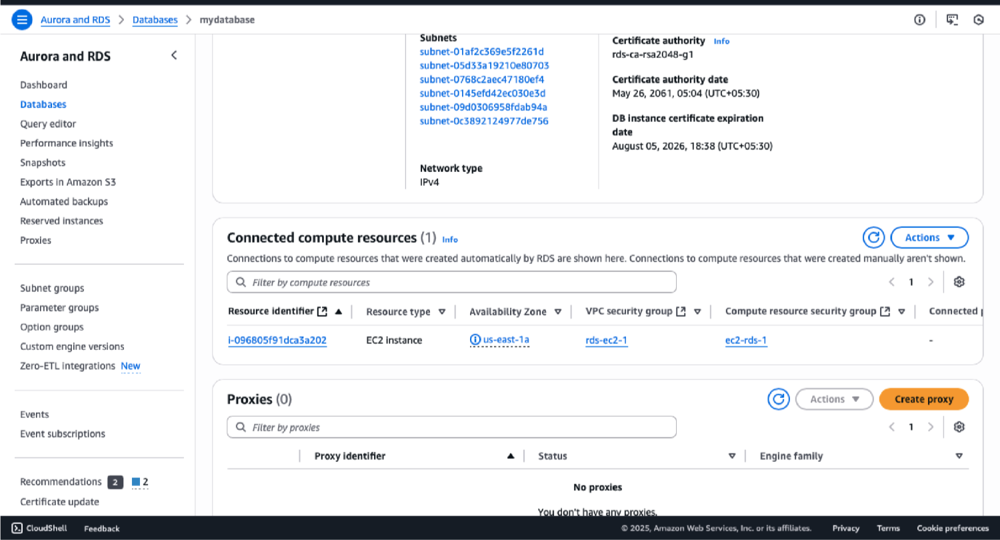 Aurora and RDS > Databases > mydatabase
Aurora and RDS
Dashboard
Databases
Query editor
Performance insights
Snapshots
Exports in Amazon S3
Automated backups
Reserved instances
Proxies
Subnet groups
Parameter groups
Option groups
Custom engine versions
Zero-ETL integrations New
Events
Event subscriptions
Recommendations 2 2
Certificate update
Subnets
subnet-01af2c369e5f2261d
subnet-05d33a19210e80703
subnet-0768c2aec47180ef4
subnet-0145efd42ec030e3d
subnet-09d0306958fdab94a
subnet-0c3892124977de756
Network type
IPv4
Certificate authority Info
rds-ca-rsa2048-g1
Certificate authority date
May 26, 2061, 05:04 (UTC+05:30)
DB instance certificate expiration
date
August 05, 2026, 18:38 (UTC+05:30)
Connected compute resources (1) Info
Actions
Connections to compute resources that were created automatically by RDS are shown here. Connections to compute resources that were created manually aren't shown.
Filter by compute resources
1
Resource identifier Resource type Availability Zone VPC security group Compute resource security group Connected
i-096805f91dca3a202 EC2 instance us-east-1a rds-ec2-1 ec2-rds-1 -
Proxies (0)
Actions Create proxy
Filter by proxies
1
Proxy identifier Status Engine family
No proxies
You don't have any proxies.
CloudShell Feedback © 2025, Amazon Web Services, Inc. or its affiliates. Privacy Terms Cookie preferences